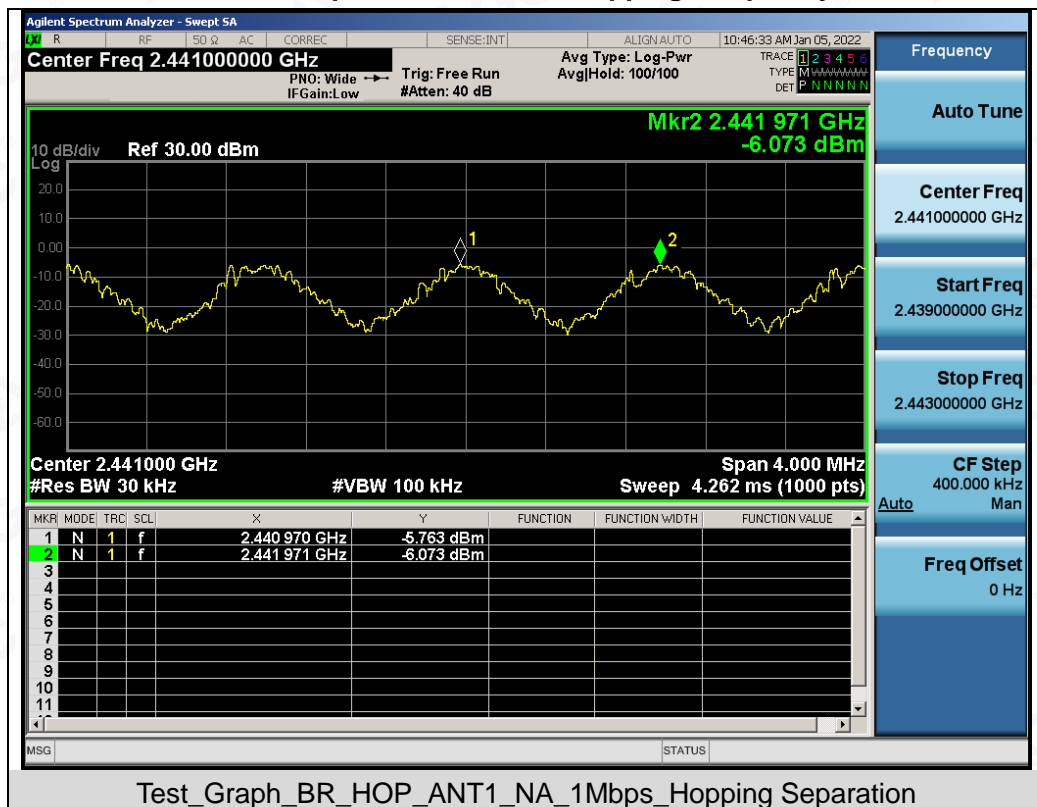 Agilent Spectrum Analyzer - Swept SA
LXI R RF 50 Ω AC CORREC SENSE:INT ALIGN AUTO 10:46:33 AM Jan 05, 2022
Center Freq 2.441000000 GHz
PNO: Wide
IFGain:Low
Trig: Free Run
#Atten: 40 dB
Avg Type: Log-Pwr
Avg|Hold: 100/100
TRACE 1 2 3 4 5 6
TYPE M WWWWW
DET P N N N N N
Mkr2 2.441 971 GHz
-6.073 dBm
10 dB/div Ref 30.00 dBm
Log
20.0
10.0
0.00
-10.0
-20.0
-30.0
-40.0
-50.0
-60.0
1
2
Center 2.441000 GHz Span 4.000 MHz
#Res BW 30 kHz #VBW 100 kHz Sweep 4.262 ms (1000 pts)
MKR MODE TRC SCL X Y FUNCTION FUNCTION WIDTH FUNCTION VALUE
1 N 1 f 2.440 970 GHz -5.763 dBm
2 N 1 f 2.441 971 GHz -6.073 dBm
3
4
5
6
7
8
9
10
11
MSG STATUS
Frequency
Auto Tune
Center Freq
2.441000000 GHz
Start Freq
2.439000000 GHz
Stop Freq
2.443000000 GHz
CF Step
400.000 kHz
Auto Man
Freq Offset
0 Hz
Test_Graph_BR_HOP_ANT1_NA_1Mbps_Hopping Separation